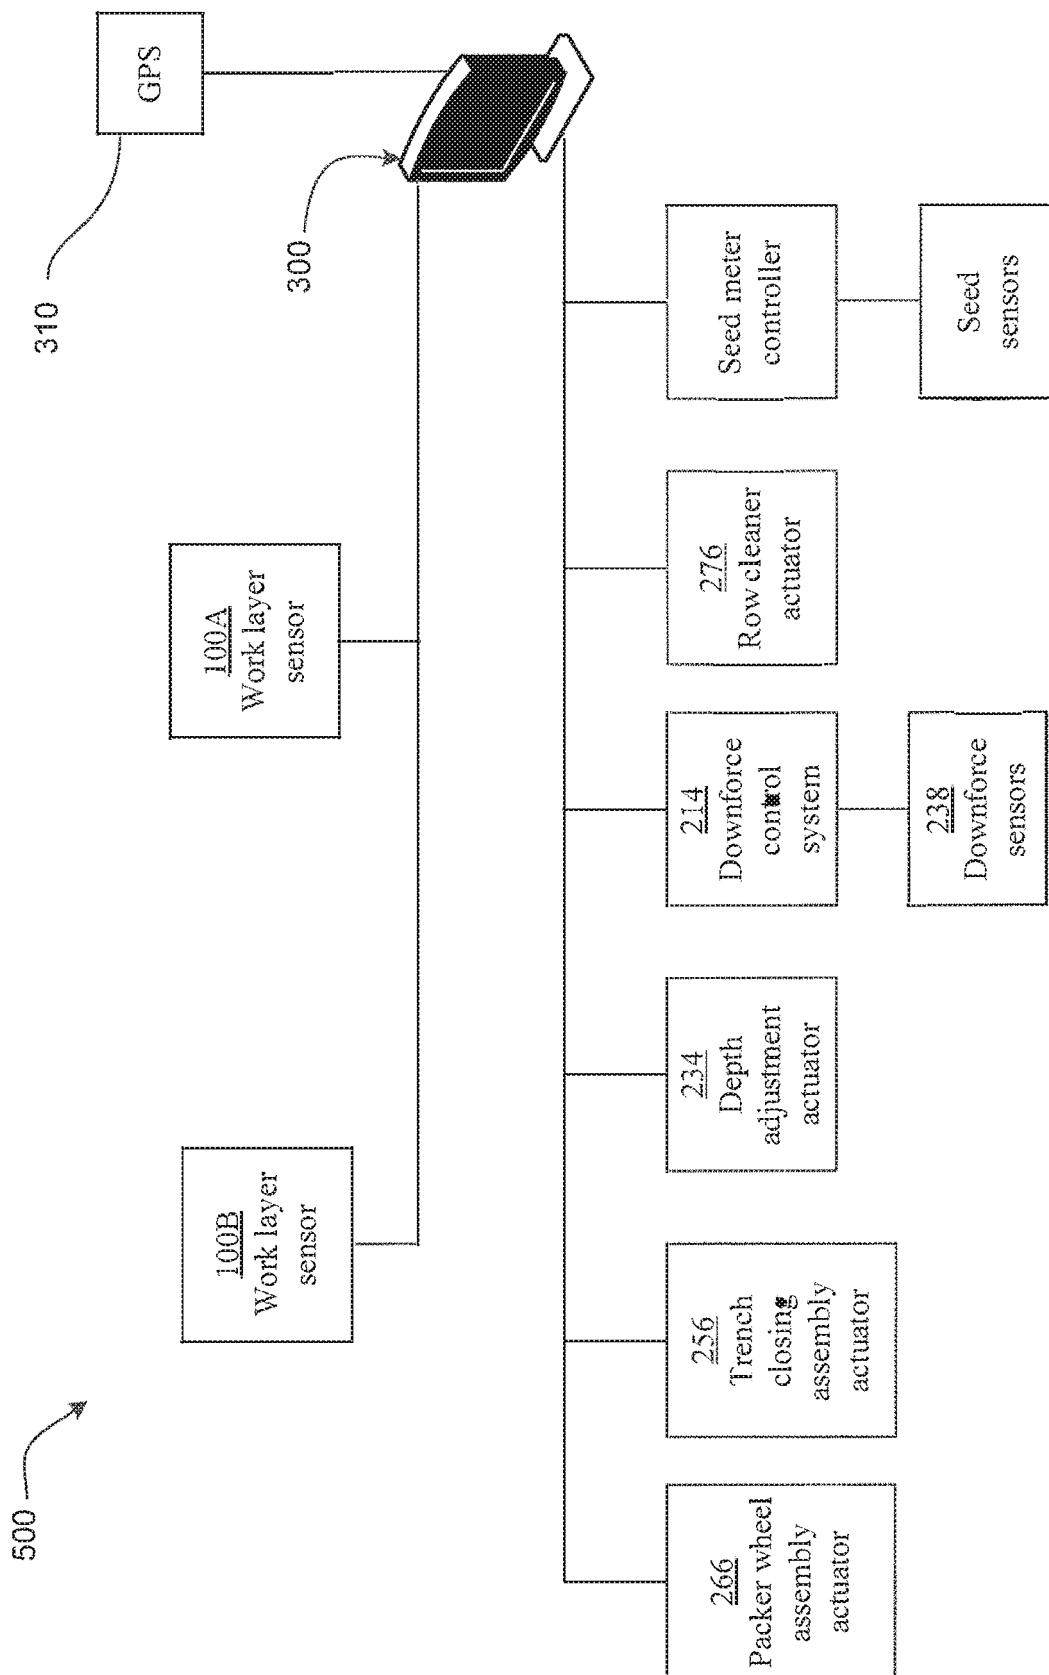 500
100B
Work layer
sensor
100A
Work layer
sensor
310
GPS
300
266
Packer wheel
assembly
actuator
256
Trench
closing
assembly
actuator
234
Depth
adjustment
actuator
214
Downforce
control
system
238
Downforce
sensors
276
Row cleaner
actuator
Seed meter
controller
Seed
sensors